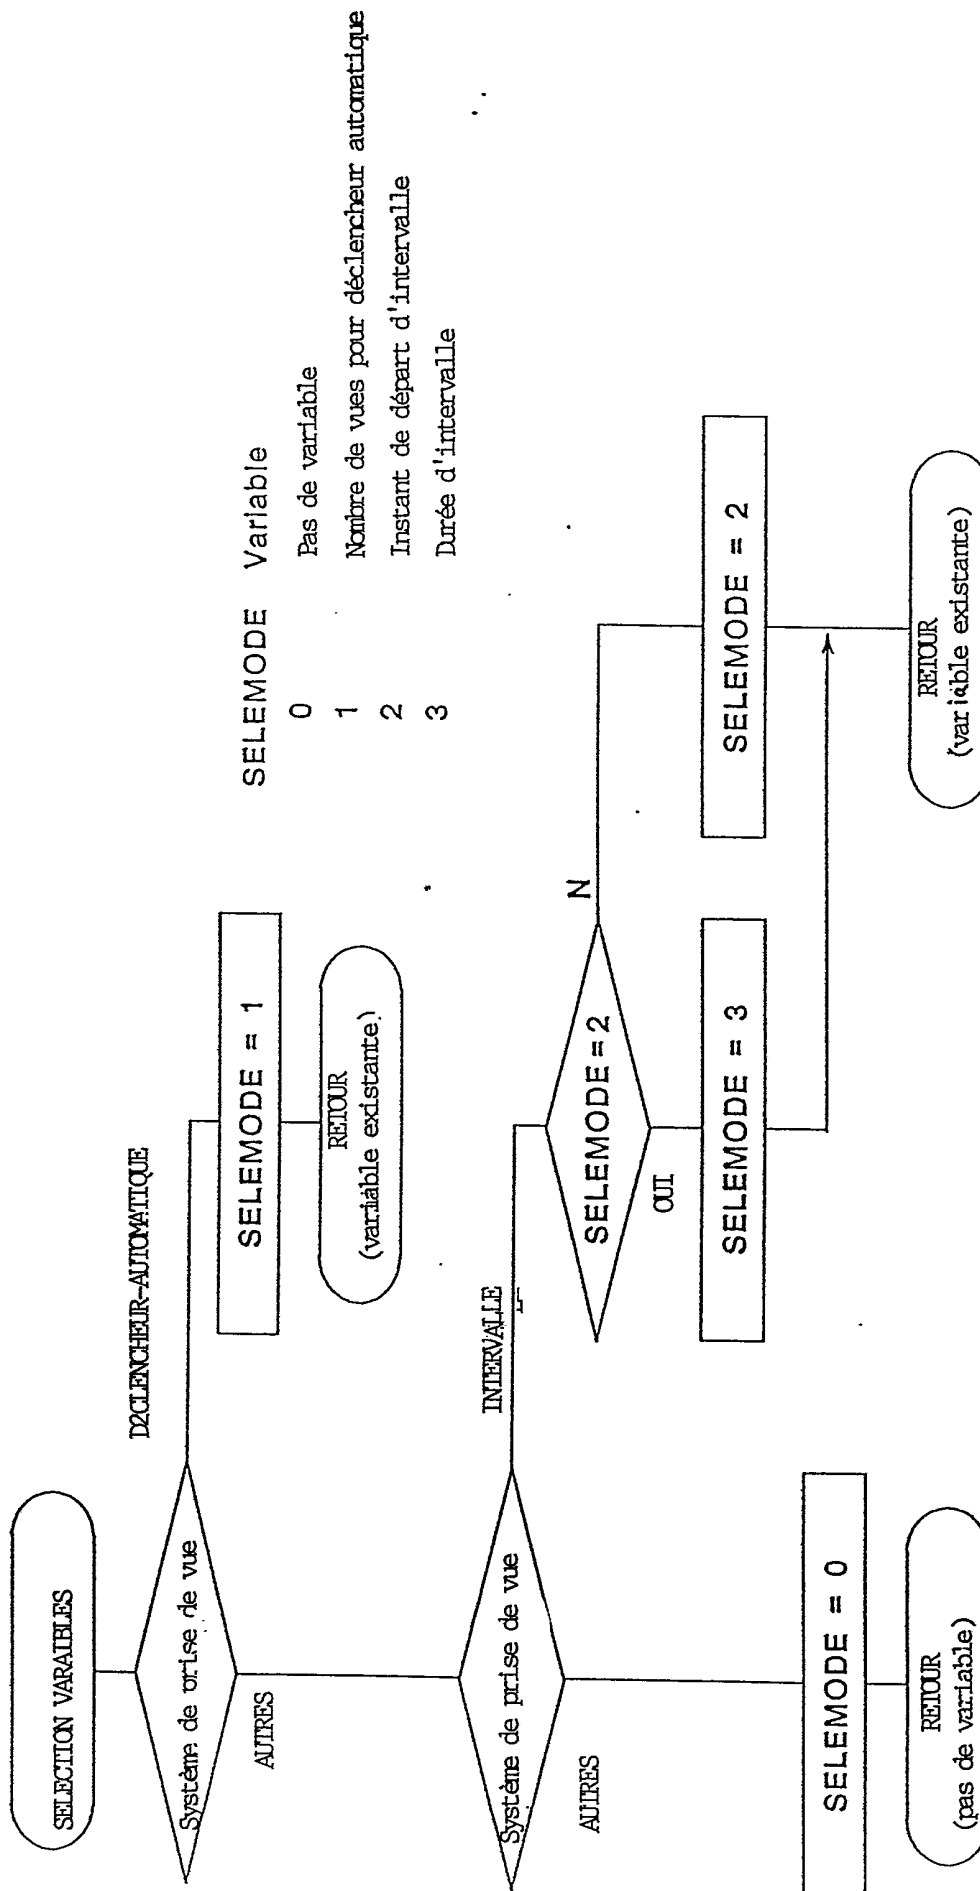 SELECTION VARAIBLES
Système de prise de vue
D2CLENCHEUR-AUTOMATIQUE
AUTRES
SELEMODE = 1
RETOUR
(variable existante)
Système de prise de vue
INTERVALLE
AUTRES
SELEMODE = 2
N
OUI
SELEMODE = 3
SELEMODE = 2
RETOUR
(variable existante)
SELEMODE = 0
RETOUR
(pas de variable)
SELEMODE Variable
0 Pas de variable
1 Nombre de vues pour déclencheur automatique
2 Instant de départ d'intervalle
3 Durée d'intervalle